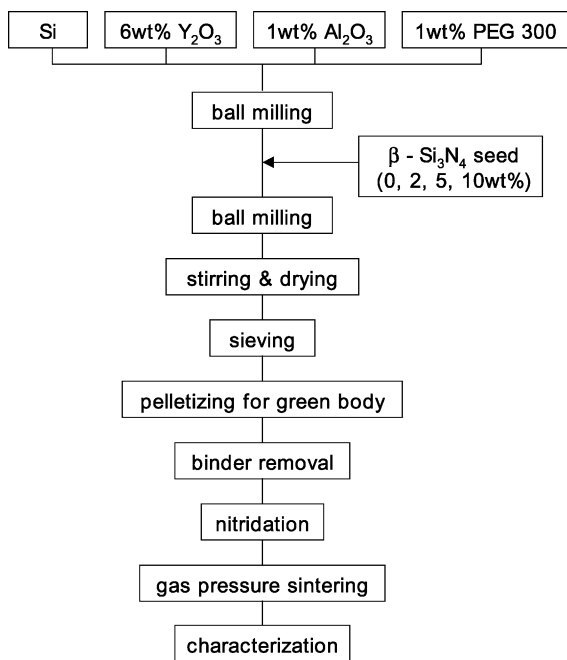 Si
6wt% Y₂O₃
1wt% Al₂O₃
1wt% PEG 300
ball milling
β - Si₃N₄ seed
(0, 2, 5, 10wt%)
ball milling
stirring & drying
sieving
pelletizing for green body
binder removal
nitridation
gas pressure sintering
characterization